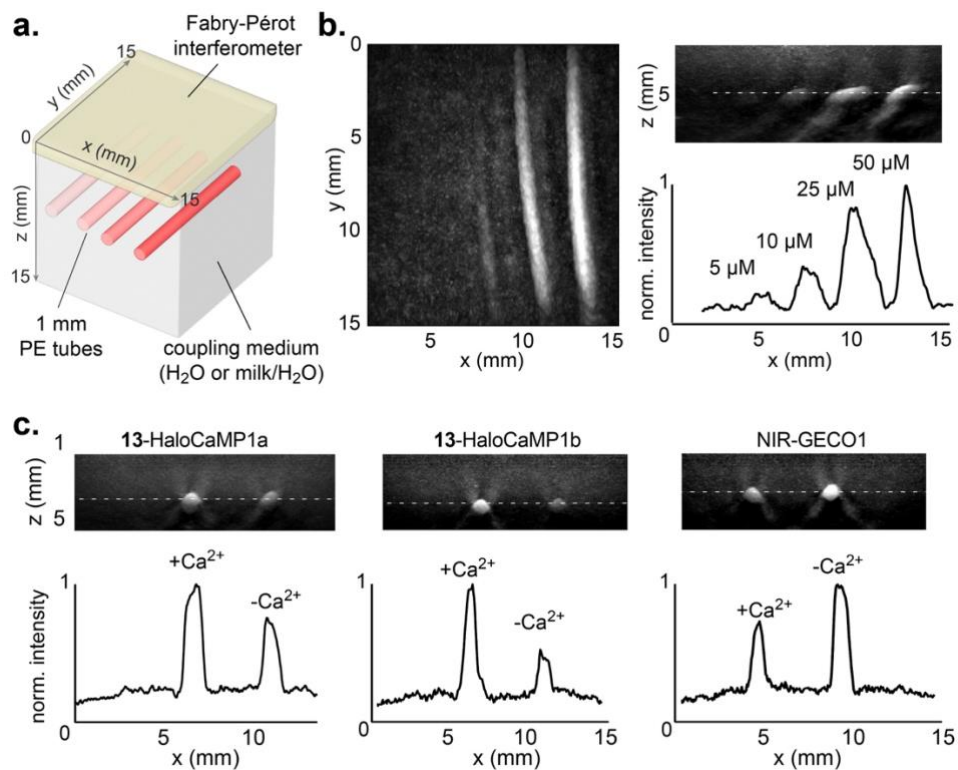 a.
Fabry-Pérot
interferometer
15
y (mm)
0
x (mm)
15
z (mm)
15
1 mm
PE tubes
coupling medium
(H₂O or milk/H₂O)
b.
0
5
10
15
y (mm)
5 10 15
x (mm)
z (mm)
5
50 µM
25 µM
10 µM
5 µM
1
norm. intensity
0
5 10 15
x (mm)
c.
13-HaloCaMP1a
1
z (mm)
5
+Ca²⁺
-Ca²⁺
1
norm. intensity
0 5 10 15
x (mm)
13-HaloCaMP1b
+Ca²⁺
-Ca²⁺
1
0 5 10 15
x (mm)
NIR-GECO1
-Ca²⁺
+Ca²⁺
1
0 5 10 15
x (mm)